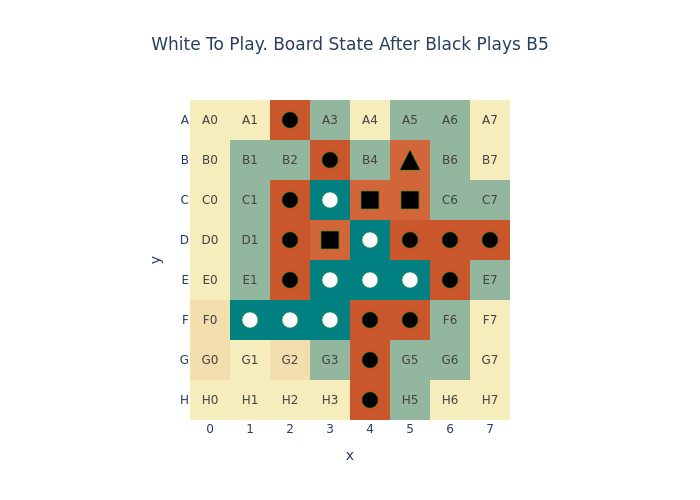 White To Play. Board State After Black Plays B5
A A0 A1 A3 A4 A5 A6 A7
B B0 B1 B2 B4 B6 B7
C C0 C1 C6 C7
D D0 D1
E E0 E1 E7
F F0 F6 F7
G G0 G1 G2 G3 G5 G6 G7
H H0 H1 H2 H3 H5 H6 H7
0 1 2 3 4 5 6 7
x
y